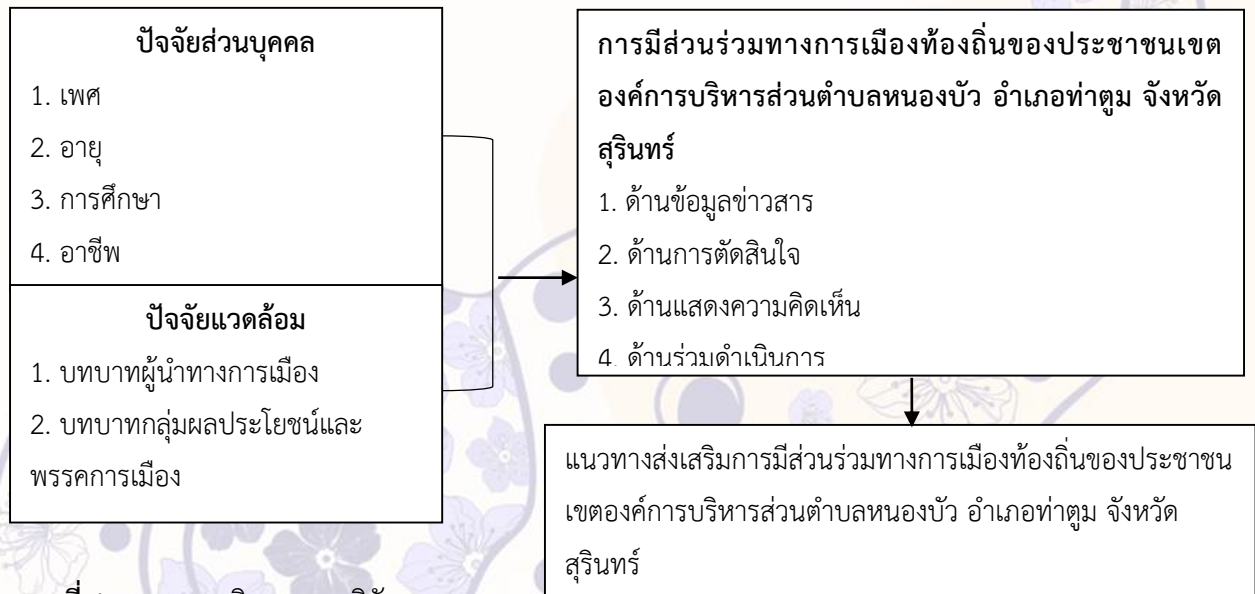 ปัจจัยส่วนบุคคล
1. เพศ
2. อายุ
3. การศึกษา
4. อาชีพ
ปัจจัยแวดล้อม
1. บทบาทผู้นำทางการเมือง
2. บทบาทกลุ่มผลประโยชน์และ
พรรคการเมือง
การมีส่วนร่วมทางการเมืองท้องถิ่นของประชาชนเขต
องค์การบริหารส่วนตำบลหนองบัว อำเภอท่าตูม จังหวัด
สุรินทร์
1. ด้านข้อมูลข่าวสาร
2. ด้านการตัดสินใจ
3. ด้านแสดงความคิดเห็น
4. ด้านร่วมดำเนินการ
แนวทางส่งเสริมการมีส่วนร่วมทางการเมืองท้องถิ่นของประชาชน
เขตองค์การบริหารส่วนตำบลหนองบัว อำเภอท่าตูม จังหวัด
สุรินทร์